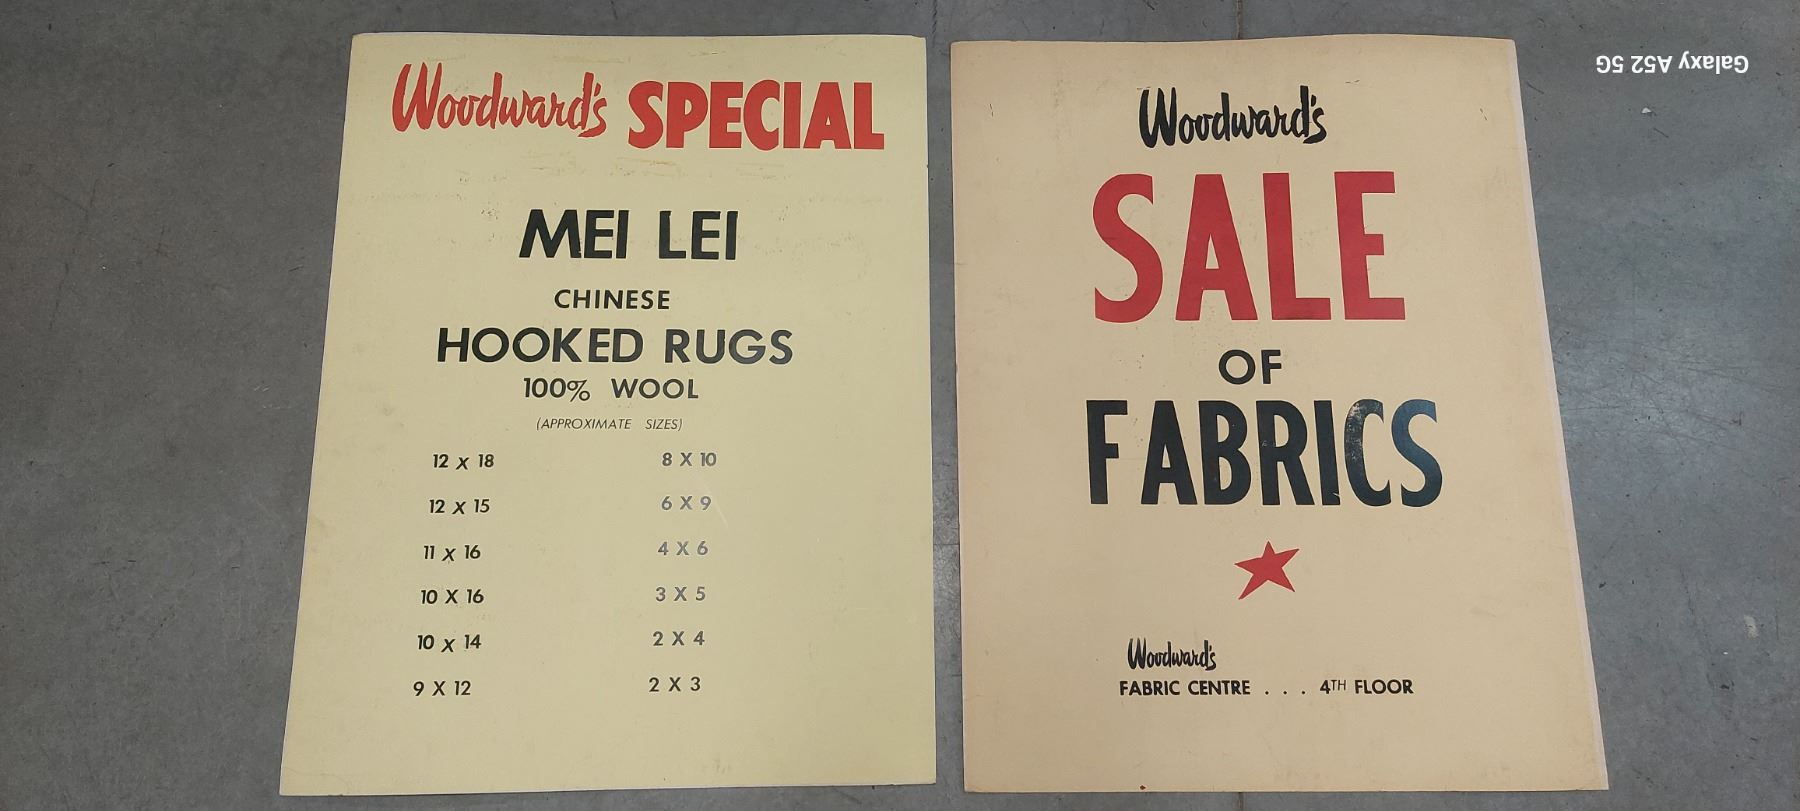 Woodward's SPECIAL
MEI LEI
CHINESE
HOOKED RUGS
100% WOOL
(APPROXIMATE SIZES)
12 X 18 8 X 10
12 X 15 6 X 9
11 X 16 4 X 6
10 X 16 3 X 5
10 X 14 2 X 4
9 X 12 2 X 3
Woodward's
SALE
OF
FABRICS
Woodward's
FABRIC CENTRE . . . 4TH FLOOR
Galaxy A52 5G